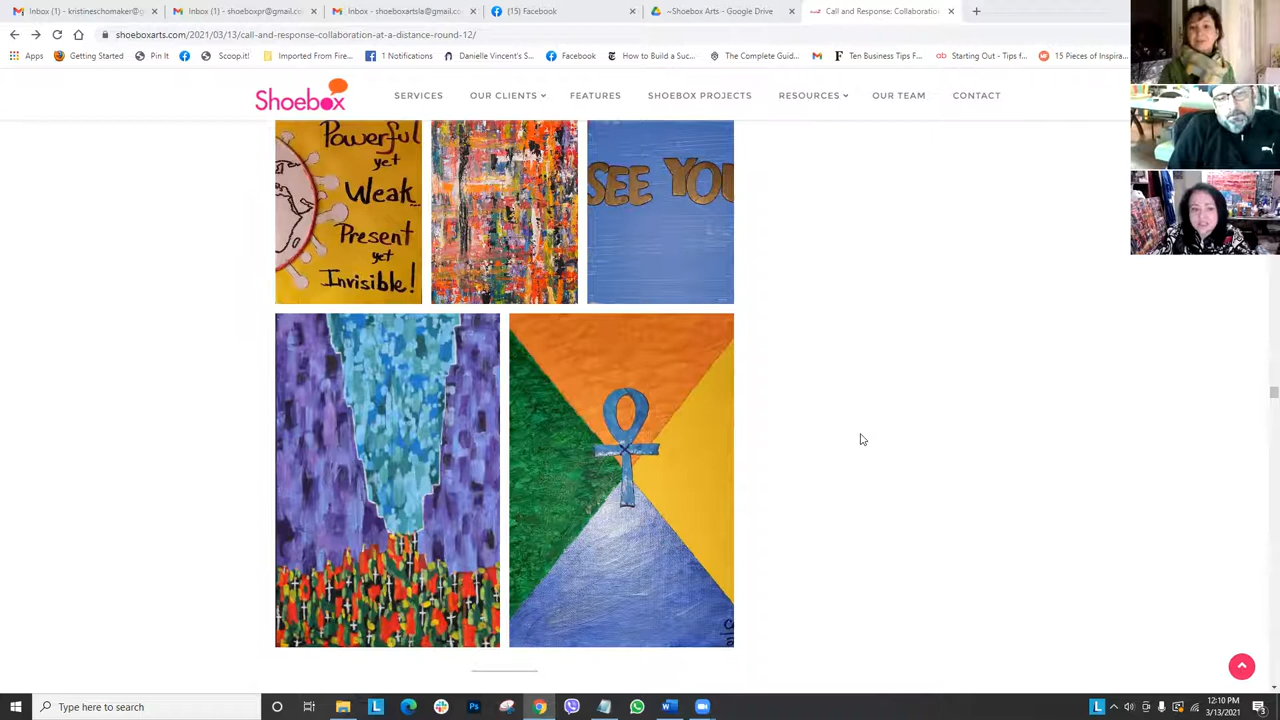 Inbox (1) - kristineschomaker@g
Inbox (1) - shoeboxpr@gmail.co
Inbox - shoeboxartsla@gmail.co
(15) Facebook
~Shoebox Arts - Google Drive
Call and Response: Collaboratio
shoeboxarts.com/2021/03/13/call-and-response-collaboration-at-a-distance-round-12/
Apps
Getting Started
Pin It
Scoop.it!
Imported From Fire...
1 Notifications
Danielle Vincent's S...
Facebook
How to Build a Suc...
The Complete Guid...
Ten Business Tips F...
Starting Out - Tips f...
15 Pieces of Inspira...
Shoebox
SERVICES
OUR CLIENTS
FEATURES
SHOEBOX PROJECTS
RESOURCES
OUR TEAM
CONTACT
Powerful
yet
Weak
Present
yet
Invisible!
SEE YOU
Type here to search
12:10 PM
3/13/2021